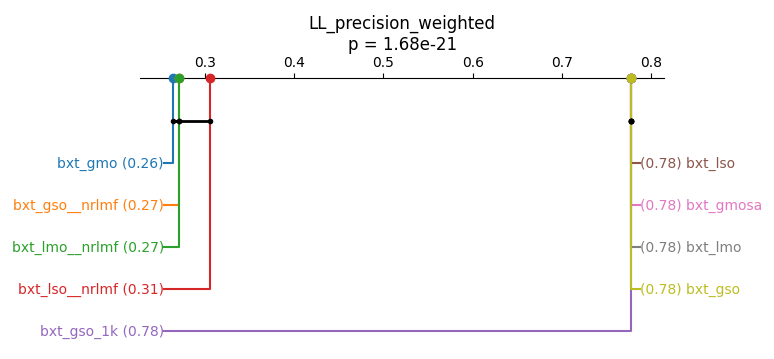 LL_precision_weighted
p = 1.68e-21
0.3 0.4 0.5 0.6 0.7 0.8
bxt_gmo (0.26) (0.78) bxt_lso
bxt_gso__nrlmf (0.27) (0.78) bxt_gmosa
bxt_lmo__nrlmf (0.27) (0.78) bxt_lmo
bxt_lso__nrlmf (0.31) (0.78) bxt_gso
bxt_gso_1k (0.78)